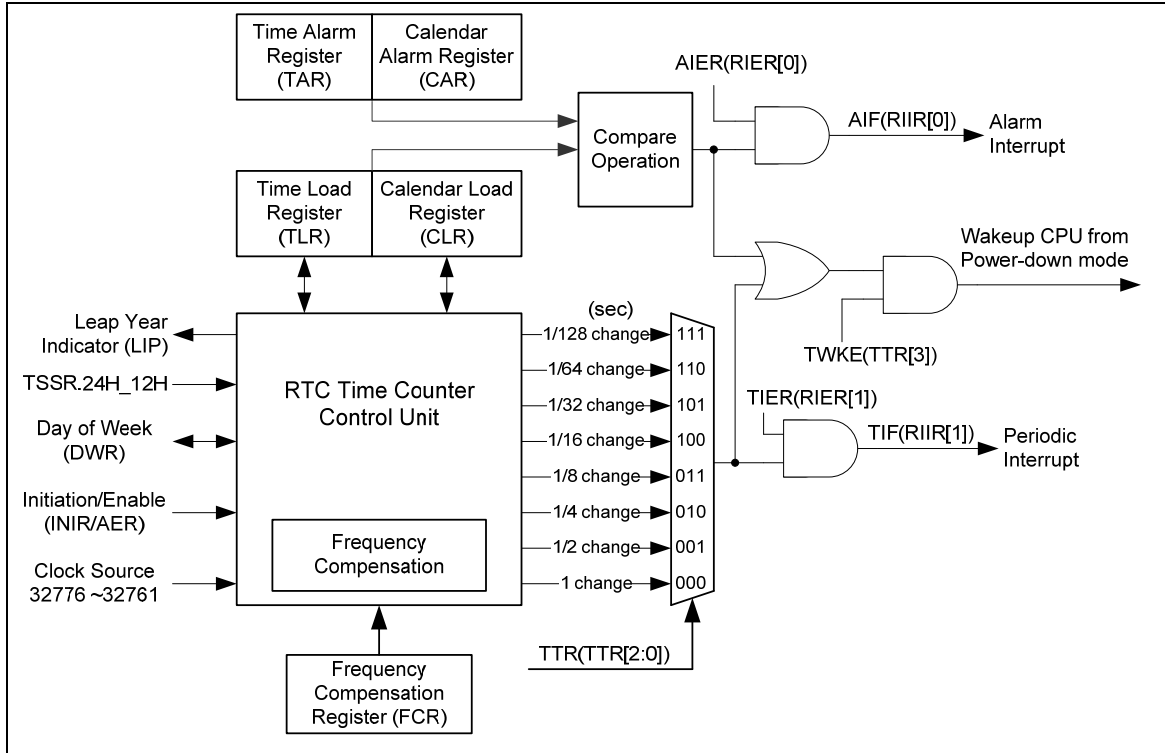 Time Alarm
Register
(TAR)
Calendar
Alarm Register
(CAR)
AIER(RIER[0])
Compare
Operation
AIF(RIIR[0])
Alarm
Interrupt
Time Load
Register
(TLR)
Calendar Load
Register
(CLR)
Wakeup CPU from
Power-down mode
TWKE(TTR[3])
Leap Year
Indicator (LIP)
TSSR.24H_12H
Day of Week
(DWR)
Initiation/Enable
(INIR/AER)
Clock Source
32776 ~32761
RTC Time Counter
Control Unit
Frequency
Compensation
(sec)
1/128 change 111
1/64 change 110
1/32 change 101
1/16 change 100
1/8 change 011
1/4 change 010
1/2 change 001
1 change 000
TIER(RIER[1])
TIF(RIIR[1])
Periodic
Interrupt
TTR(TTR[2:0])
Frequency
Compensation
Register (FCR)